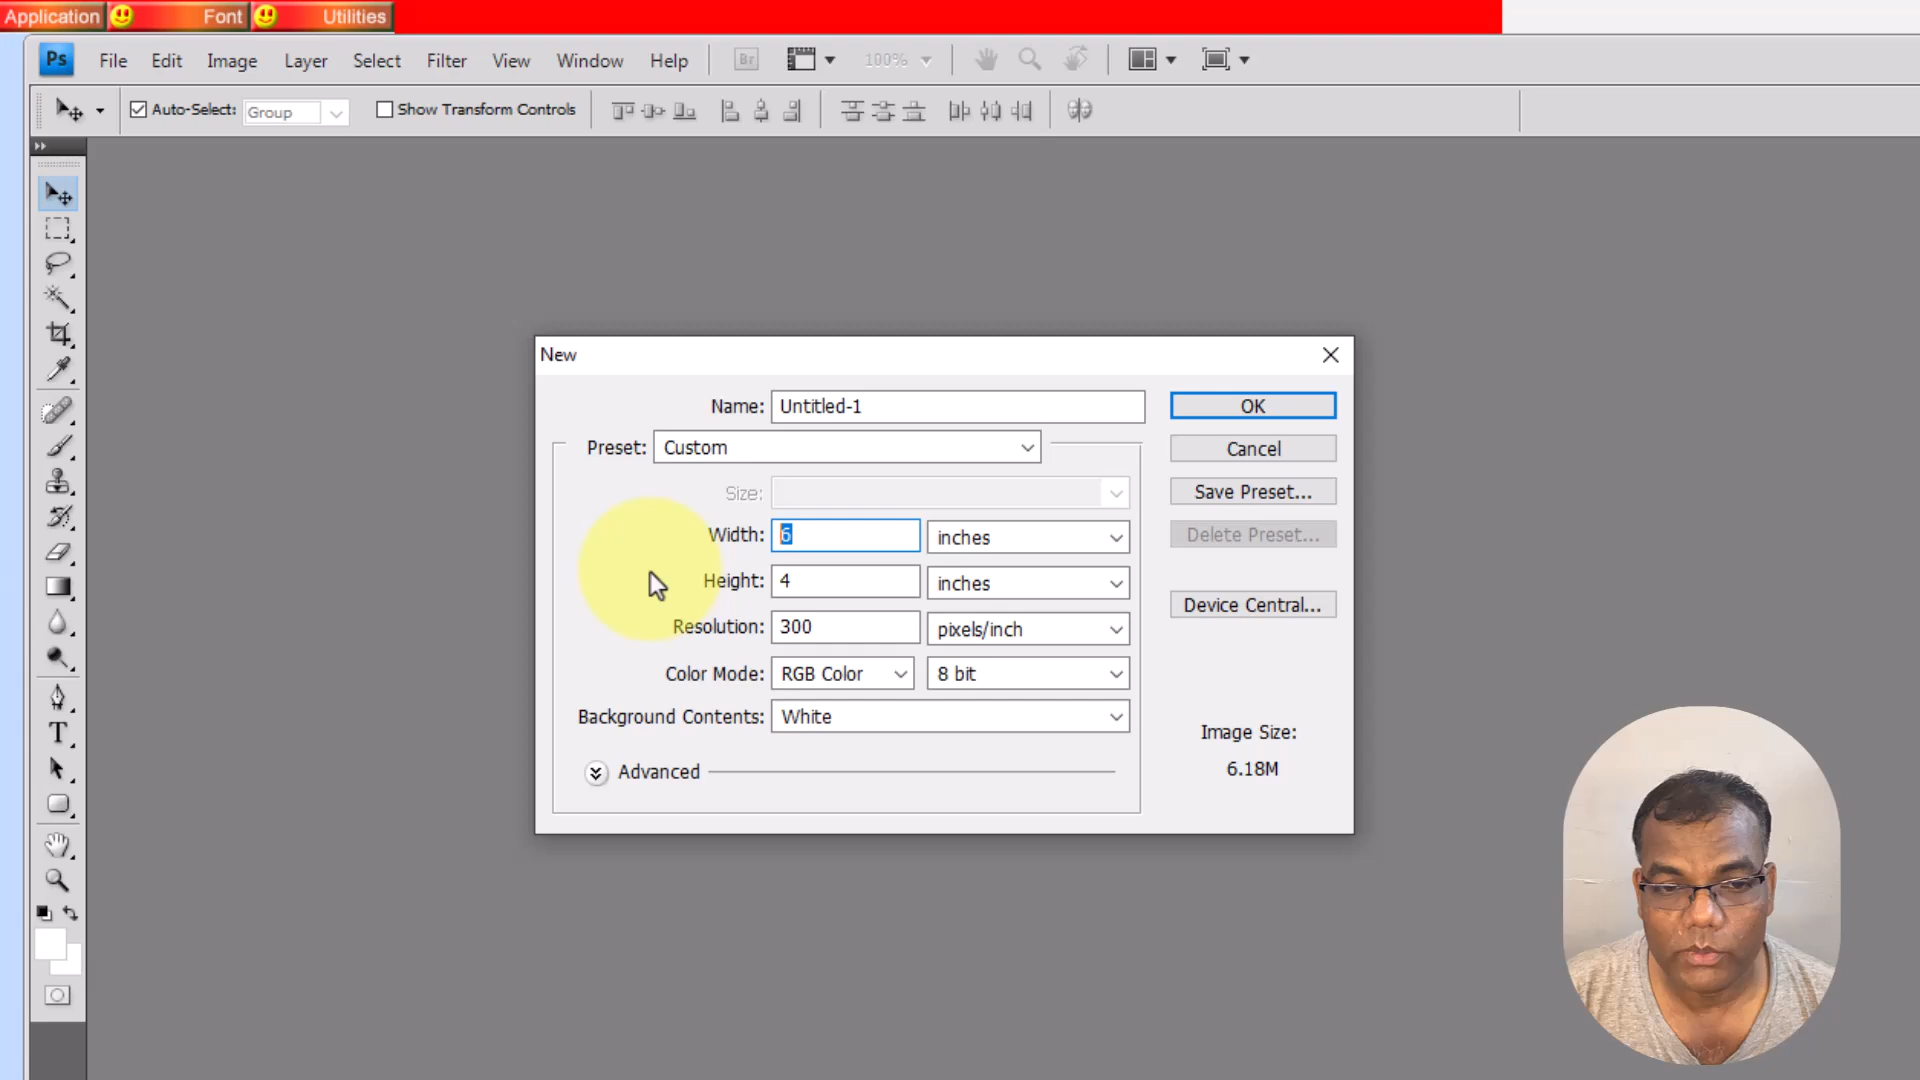 Application Font Utilities
Ps File Edit Image Layer Select Filter View Window Help Br 100%
Auto-Select: Group Show Transform Controls
New
Name: Untitled-1 OK
Preset: Custom Cancel
Size: Save Preset...
Width: 6 inches Delete Preset...
Height: 4 inches Device Central...
Resolution: 300 pixels/inch
Color Mode: RGB Color 8 bit
Background Contents: White Image Size:
Advanced 6.18M
T